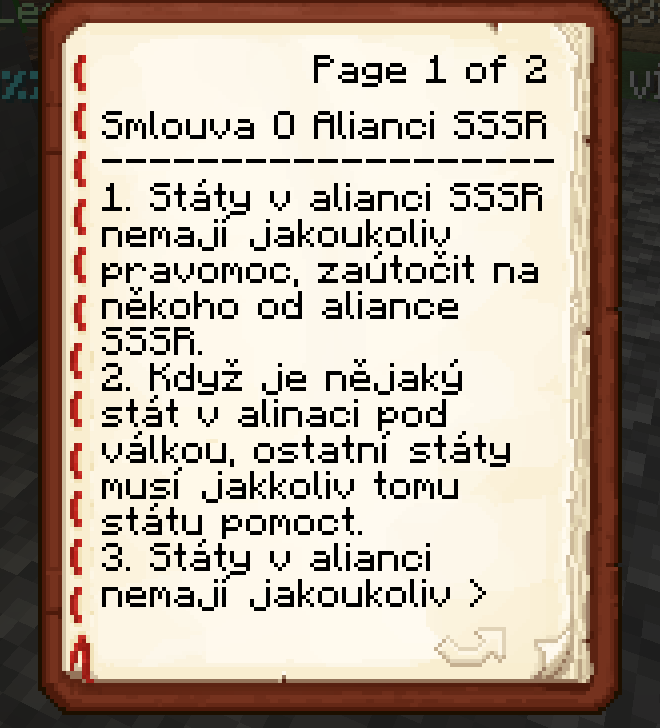 Page 1 of 2
Smlouva O Alianci SSSR
--------------------
1. Státy v alianci SSSR
nemají jakoukoliv
pravomoc, zaútočit na
někoho od aliance
SSSR.
2. Když je nějaký
stát v alinaci pod
válkou, ostatní státy
musí jakkoliv tomu
státu pomoct.
3. Státy v alianci
nemají jakoukoliv >